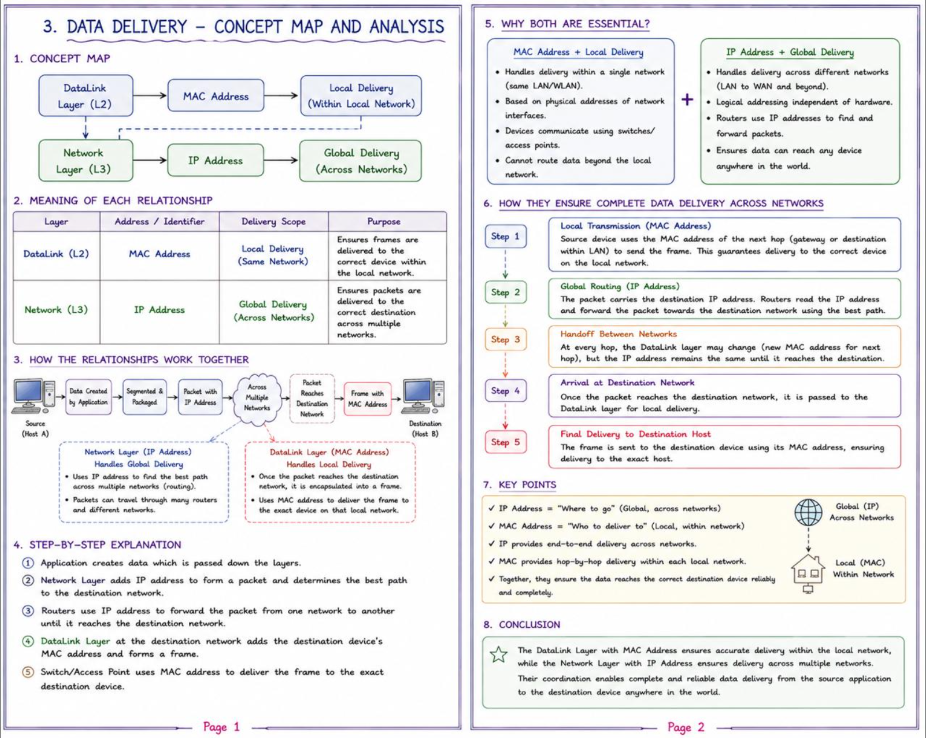 3. DATA DELIVERY – CONCEPT MAP AND ANALYSIS
1. CONCEPT MAP
DataLink
Layer (L2)
MAC Address
Local Delivery
(Within Local Network)
Network
Layer (L3)
IP Address
Global Delivery
(Across Networks)
2. MEANING OF EACH RELATIONSHIP
Layer Address / Identifier Delivery Scope Purpose
DataLink (L2)
MAC Address
Local Delivery
(Same Network)
Ensures frames are
delivered to the
correct device within
the local network.
Network (L3)
IP Address
Global Delivery
(Across Networks)
Ensures packets are
delivered to the
correct destination
across multiple
networks.
3. HOW THE RELATIONSHIPS WORK TOGETHER
Source
(Host A)
Data Created
by Application
Segmented &
Packaged
Packet with
IP Address
Across
Multiple
Networks
Packet
Reaches
Destination
Network
Frame with
MAC Address
Destination
(Host B)
Network Layer (IP Address)
Handles Global Delivery
• Uses IP address to find the best path
across multiple networks (routing).
• Packets can travel through many routers
and different networks.
DataLink Layer (MAC Address)
Handles Local Delivery
• Once the packet reaches the destination
network, it is encapsulated into a frame.
• Uses MAC address to deliver the frame to
the exact device on that local network.
4. STEP-BY-STEP EXPLANATION
1 Application creates data which is passed down the layers.
2 Network Layer adds IP address to form a packet and determines the best path
to the destination network.
3 Routers use IP address to forward the packet from one network to another
until it reaches the destination network.
4 DataLink Layer at the destination network adds the destination device's
MAC address and forms a frame.
5 Switch/Access Point uses MAC address to deliver the frame to the exact
destination device.
Page 1
5. WHY BOTH ARE ESSENTIAL?
MAC Address + Local Delivery
• Handles delivery within a single network
(same LAN/WLAN).
• Based on physical addresses of network
interfaces.
• Devices communicate using switches/
access points.
• Cannot route data beyond the local
network.
+
IP Address + Global Delivery
• Handles delivery across different networks
(LAN to WAN and beyond).
• Logical addressing independent of hardware.
• Routers use IP addresses to find and
forward packets.
• Ensures data can reach any device
anywhere in the world.
6. HOW THEY ENSURE COMPLETE DATA DELIVERY ACROSS NETWORKS
Step 1
Local Transmission (MAC Address)
Source device uses the MAC address of the next hop (gateway or destination
within LAN) to send the frame. This guarantees delivery to the correct device
on the local network.
Step 2
Global Routing (IP Address)
The packet carries the destination IP address. Routers read the IP address
and forward the packet towards the destination network using the best path.
Step 3
Handoff Between Networks
At every hop, the DataLink layer may change (new MAC address for next
hop), but the IP address remains the same until it reaches the destination.
Step 4
Arrival at Destination Network
Once the packet reaches the destination network, it is passed to the
DataLink layer for local delivery.
Step 5
Final Delivery to Destination Host
The frame is sent to the destination device using its MAC address, ensuring
delivery to the exact host.
7. KEY POINTS
✓ IP Address = "Where to go" (Global, across networks)
✓ MAC Address = "Who to deliver to" (Local, within network)
✓ IP provides end-to-end delivery across networks.
✓ MAC provides hop-by-hop delivery within each local network.
✓ Together, they ensure the data reaches the correct destination device reliably
and completely.
Global (IP)
Across Networks
Local (MAC)
Within Network
8. CONCLUSION
The DataLink Layer with MAC Address ensures accurate delivery within the local network,
while the Network Layer with IP Address ensures delivery across multiple networks.
Their coordination enables complete and reliable data delivery from the source application
to the destination device anywhere in the world.
Page 2